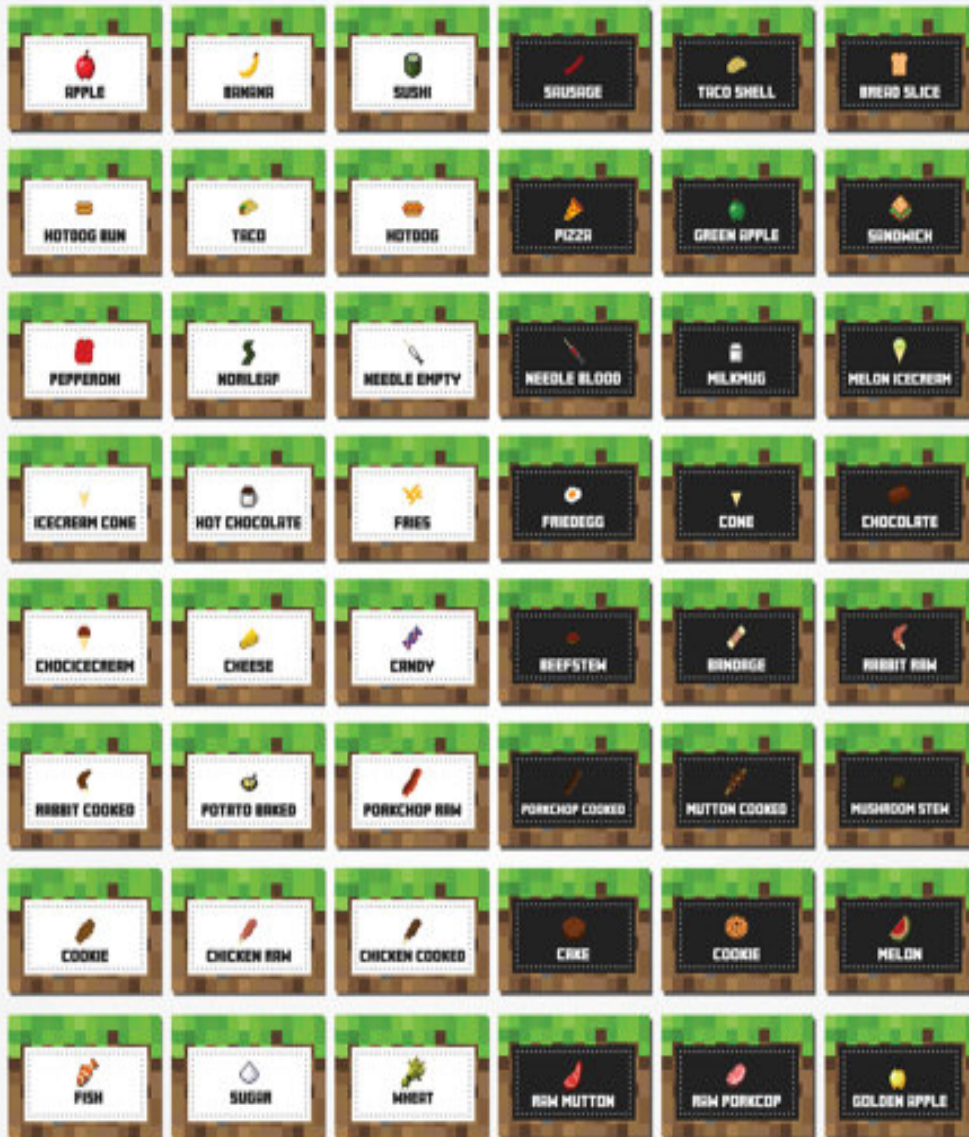 APPLE
BANANA
SUSHI
SAUSAGE
TACO SHELL
BREAD SLICE
HOTDOG BUN
TACO
HOTDOG
PIZZA
GREEN APPLE
SANDWICH
PEPPERONI
NORILEAF
NEEDLE EMPTY
NEEDLE BLOOD
MILKMUG
MELON ICECREAM
ICECREAM CONE
HOT CHOCOLATE
FRIES
FRIEDEGG
CONE
CHOCOLATE
CHOCICECREAM
CHEESE
CANDY
BEEFSTEW
BANDAGE
RABBIT RAW
RABBIT COOKED
POTATO BAKED
PORKCHOP RAW
PORKCHOP COOKED
MUTTON COOKED
MUSHROOM STEW
COOKIE
CHICKEN RAW
CHICKEN COOKED
CAKE
COOKIE
MELON
FISH
SUGAR
WHEAT
RAW MUTTON
RAW PORKCOP
GOLDEN APPLE